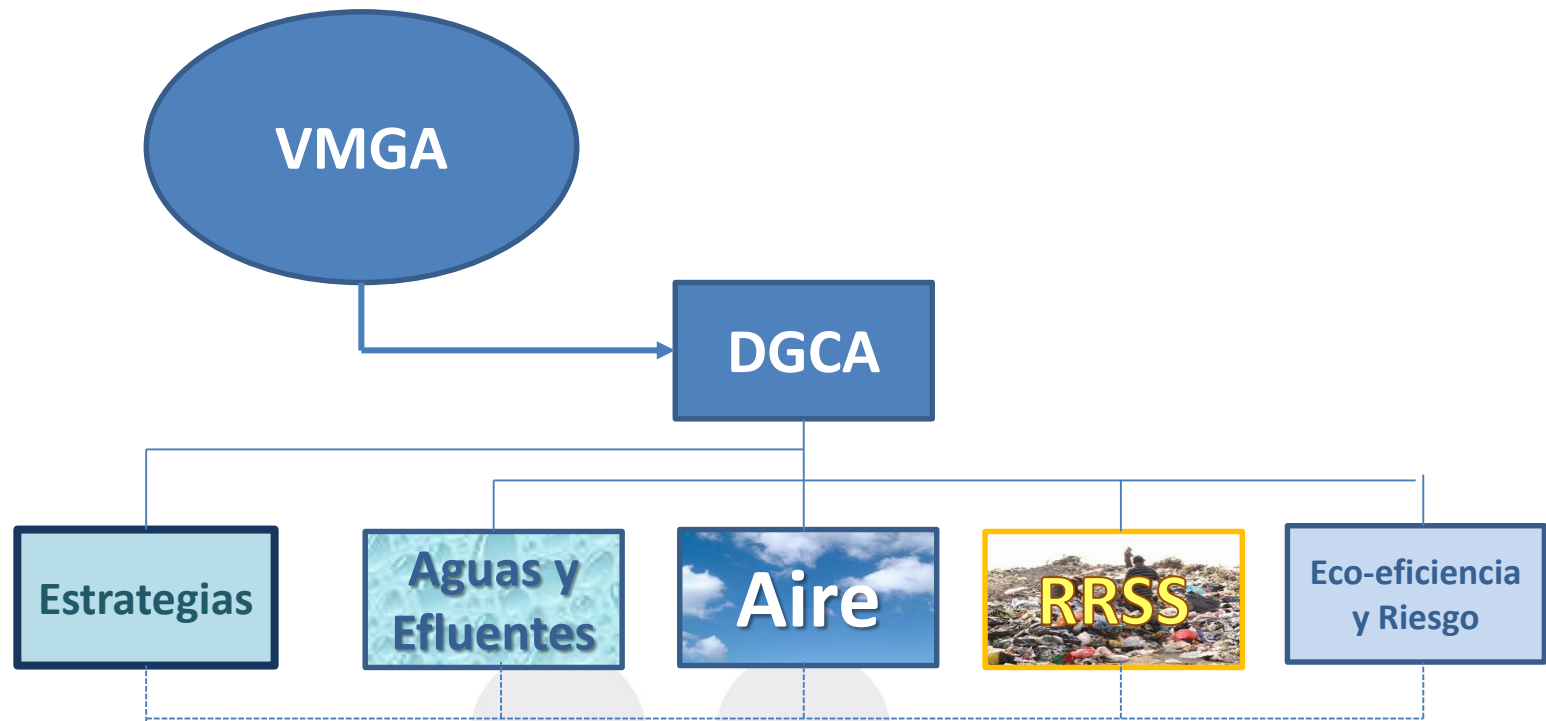 VMGA
DGCA
Estrategias
Aguas y
Efluentes
Aire
RRSS
Eco-eficiencia
y Riesgo